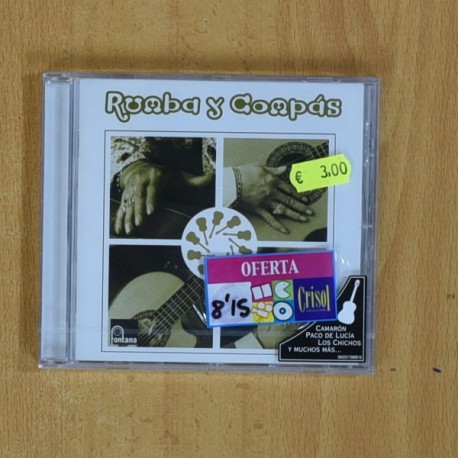 Rumba y Compás
€ 3,00
OFERTA
8'15
Crisol
CAMARÓN
PACO DE LUCÍA
LOS CHICHOS
Y MUCHOS MÁS...
fontana